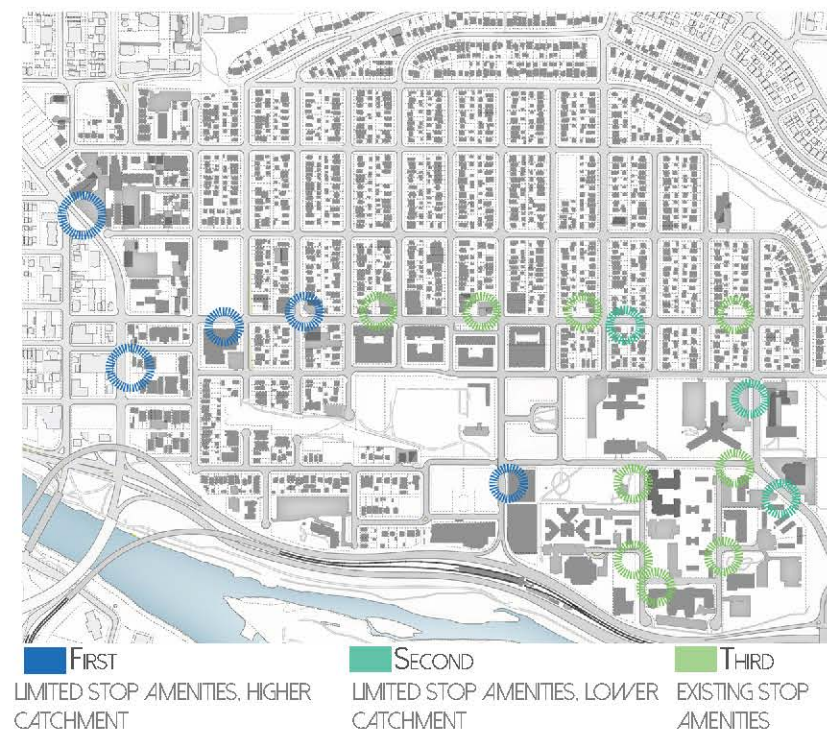 FIRST
LIMITED STOP AMENITIES, HIGHER
CATCHMENT
SECOND
LIMITED STOP AMENITIES, LOWER
CATCHMENT
THIRD
EXISTING STOP
AMENITIES